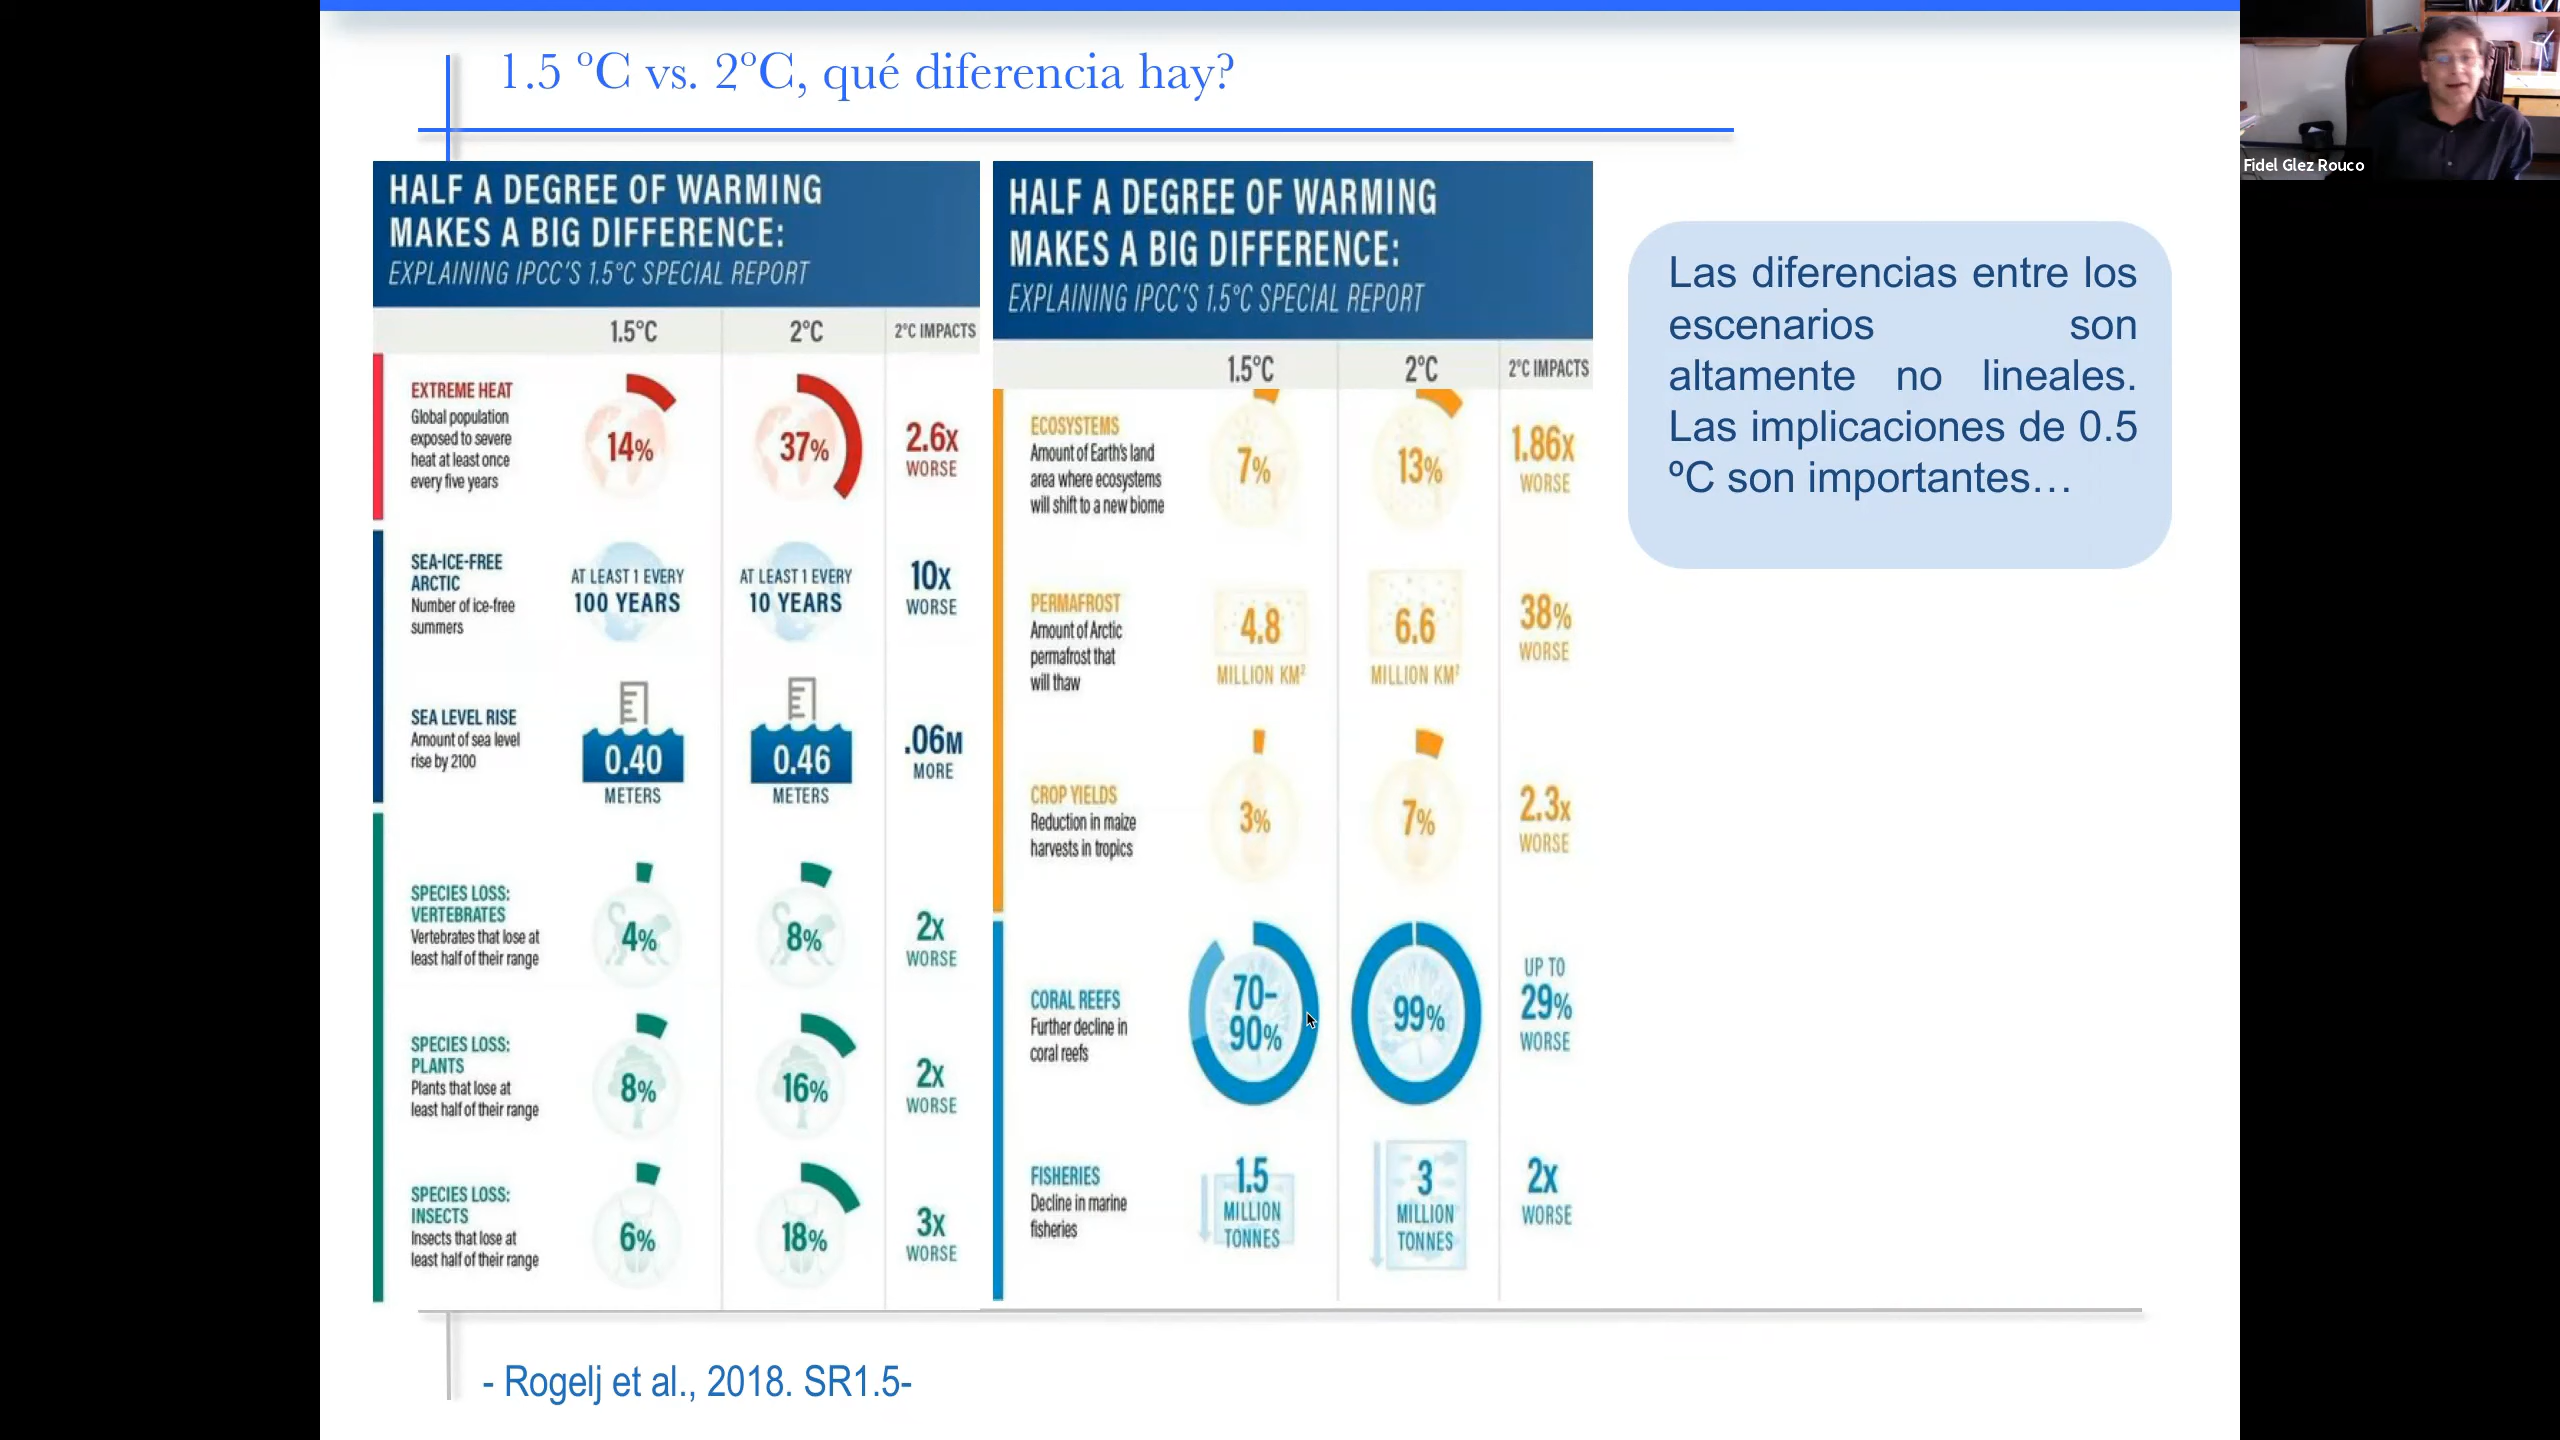 1.5 ºC vs. 2ºC, qué diferencia hay?
HALF A DEGREE OF WARMING
MAKES A BIG DIFFERENCE:
EXPLAINING IPCC'S 1.5°C SPECIAL REPORT
1.5°C 2°C 2°C IMPACTS
EXTREME HEAT
Global population
exposed to severe
heat at least once
every five years
14%
37%
2.6X
WORSE
SEA-ICE-FREE
ARCTIC
Number of ice-free
summers
AT LEAST 1 EVERY
100 YEARS
AT LEAST 1 EVERY
10 YEARS
10X
WORSE
SEA LEVEL RISE
Amount of sea level
rise by 2100
0.40
METERS
0.46
METERS
.06M
MORE
SPECIES LOSS:
VERTEBRATES
Vertebrates that lose at
least half of their range
4%
8%
2X
WORSE
SPECIES LOSS:
PLANTS
Plants that lose at
least half of their range
8%
16%
2X
WORSE
SPECIES LOSS:
INSECTS
Insects that lose at
least half of their range
6%
18%
3X
WORSE
HALF A DEGREE OF WARMING
MAKES A BIG DIFFERENCE:
EXPLAINING IPCC'S 1.5°C SPECIAL REPORT
1.5°C 2°C 2°C IMPACTS
ECOSYSTEMS
Amount of Earth's land
area where ecosystems
will shift to a new biome
7%
13%
1.86X
WORSE
PERMAFROST
Amount of Arctic
permafrost that
will thaw
4.8
MILLION KM²
6.6
MILLION KM²
38%
WORSE
CROP YIELDS
Reduction in maize
harvests in tropics
3%
7%
2.3X
WORSE
CORAL REEFS
Further decline in
coral reefs
70-
90%
99%
UP TO
29%
WORSE
FISHERIES
Decline in marine
fisheries
1.5
MILLION
TONNES
3
MILLION
TONNES
2X
WORSE
Las diferencias entre los
escenarios son
altamente no lineales.
Las implicaciones de 0.5
ºC son importantes…
- Rogelj et al., 2018. SR1.5-
Fidel Glez Rouco